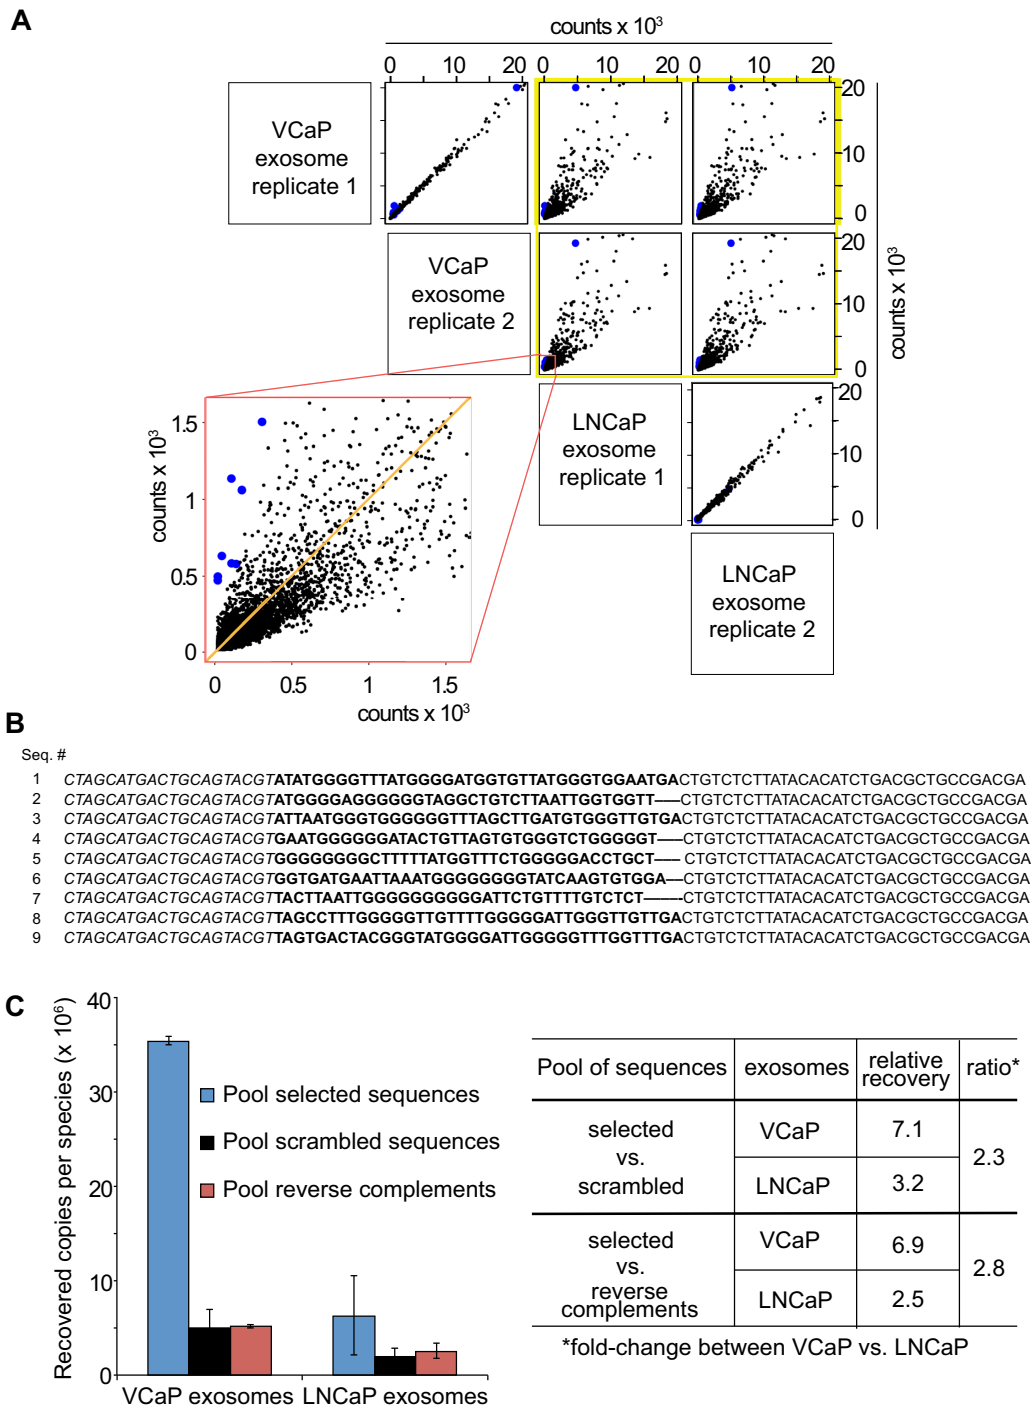 A
counts x 10³
0 10 20 0 10 20 0 10 20
VCaP
exosome
replicate 1
20
10
0
VCaP
exosome
replicate 2
20
10
0
counts x 10³
LNCaP
exosome
replicate 1
20
10
0
LNCaP
exosome
replicate 2
counts x 10³
1.5
1
0.5
0
0 0.5 1 1.5
counts x 10³
B
Seq. #
1 CTAGCATGACTGCAGTACGTATATGGGGTTTATGGGGATGGTGTTATGGGTGGAATGACTGTCTCTTATACACATCTGACGCTGCCGACGA
2 CTAGCATGACTGCAGTACGTATGGGGAGGGGGGTAGGCTGTCTTAATTGGTGGTT---CTGTCTCTTATACACATCTGACGCTGCCGACGA
3 CTAGCATGACTGCAGTACGTATTAATGGGTGGGGGGTTTAGCTTGATGTGGGTTGTGACTGTCTCTTATACACATCTGACGCTGCCGACGA
4 CTAGCATGACTGCAGTACGTGAATGGGGGGATACTGTTAGTGTGGGTCTGGGGGT---CTGTCTCTTATACACATCTGACGCTGCCGACGA
5 CTAGCATGACTGCAGTACGTGGGGGGGGCTTTTTATGGTTTCTGGGGGACCTGCT---CTGTCTCTTATACACATCTGACGCTGCCGACGA
6 CTAGCATGACTGCAGTACGTGGTGATGAATTAAATGGGGGGGGGTATCAAGTGTGGA--CTGTCTCTTATACACATCTGACGCTGCCGACGA
7 CTAGCATGACTGCAGTACGTTACTTAATTGGGGGGGGGGGATTCTGTTTTGTCTCT----CTGTCTCTTATACACATCTGACGCTGCCGACGA
8 CTAGCATGACTGCAGTACGTTAGCCTTTGGGGGTTGTTTTGGGGGATTGGGTTGTTGACTGTCTCTTATACACATCTGACGCTGCCGACGA
9 CTAGCATGACTGCAGTACGTTAGTGACTACGGGTATGGGGATTGGGGGTTTGGTTTGACTGTCTCTTATACACATCTGACGCTGCCGACGA
C
Recovered copies per species (x 10⁶)
40
30
20
10
0
Pool selected sequences
Pool scrambled sequences
Pool reverse complements
VCaP exosomes LNCaP exosomes
Pool of sequences exosomes relative recovery ratio*
selected vs. scrambled VCaP 7.1 2.3
LNCaP 3.2
selected vs. reverse complements VCaP 6.9 2.8
LNCaP 2.5
*fold-change between VCaP vs. LNCaP